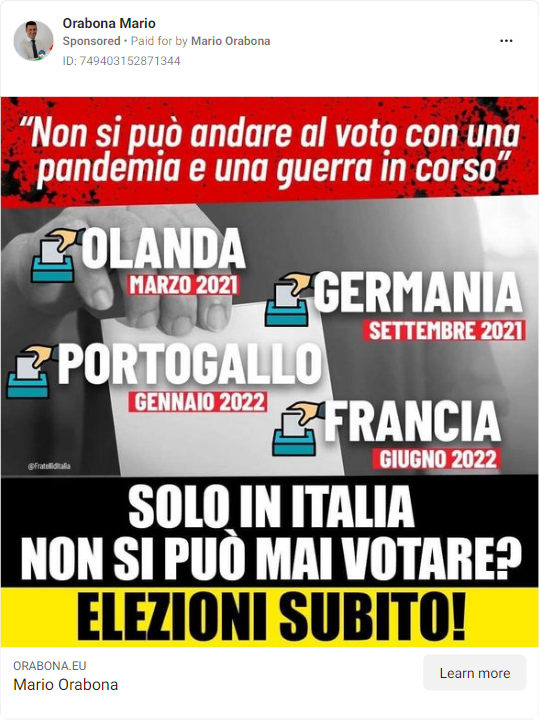 Orabona Mario
Sponsored • Paid for by Mario Orabona
ID: 749403152871344
“Non si può andare al voto con una
pandemia e una guerra in corso”
OLANDA
MARZO 2021
GERMANIA
SETTEMBRE 2021
PORTOGALLO
GENNAIO 2022
FRANCIA
GIUGNO 2022
@FratellidItalia
SOLO IN ITALIA
NON SI PUÒ MAI VOTARE?
ELEZIONI SUBITO!
ORABONA.EU
Mario Orabona
Learn more